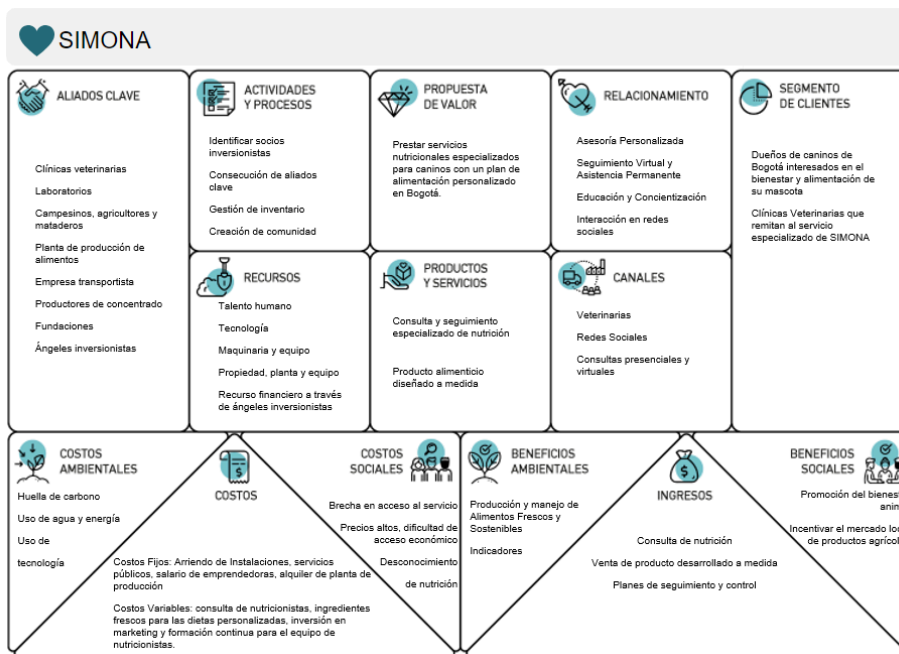 SIMONA
ALIADOS CLAVE
Clínicas veterinarias
Laboratorios
Campesinos, agricultores y
mataderos
Planta de producción de
alimentos
Empresa transportista
Productores de concentrado
Fundaciones
Ángeles inversionistas
ACTIVIDADES
Y PROCESOS
Identificar socios
inversionistas
Consecución de aliados
clave
Gestión de inventario
Creación de comunidad
RECURSOS
Talento humano
Tecnología
Maquinaria y equipo
Propiedad, planta y equipo
Recurso financiero a través
de ángeles inversionistas
PROPUESTA
DE VALOR
Prestar servicios
nutricionales especializados
para caninos con un plan de
alimentación personalizado
en Bogotá.
PRODUCTOS
Y SERVICIOS
Consulta y seguimiento
especializado de nutrición
Producto alimenticio
diseñado a medida
RELACIONAMIENTO
Asesoría Personalizada
Seguimiento Virtual y
Asistencia Permanente
Educación y Concientización
Interacción en redes
sociales
CANALES
Veterinarias
Redes Sociales
Consultas presenciales y
virtuales
SEGMENTO
DE CLIENTES
Dueños de caninos de
Bogotá interesados en el
bienestar y alimentación de
su mascota
Clínicas Veterinarias que
remitan al servicio
especializado de SIMONA
COSTOS
AMBIENTALES
Huella de carbono
Uso de agua y energía
Uso de
tecnología
COSTOS
Costos Fijos: Arriendo de Instalaciones, servicios
públicos, salario de emprendedoras, alquiler de planta de
producción
Costos Variables: consulta de nutricionistas, ingredientes
frescos para las dietas personalizadas, inversión en
marketing y formación continua para el equipo de
nutricionistas.
COSTOS
SOCIALES
Brecha en acceso al servicio
Precios altos, dificultad de
acceso económico
Desconocimiento
de nutrición
BENEFICIOS
AMBIENTALES
Producción y manejo de
Alimentos Frescos y
Sostenibles
Indicadores
INGRESOS
Consulta de nutrición
Venta de producto desarrollado a medida
Planes de seguimiento y control
BENEFICIOS
SOCIALES
Promoción del
Incentivar el mercado
de productos